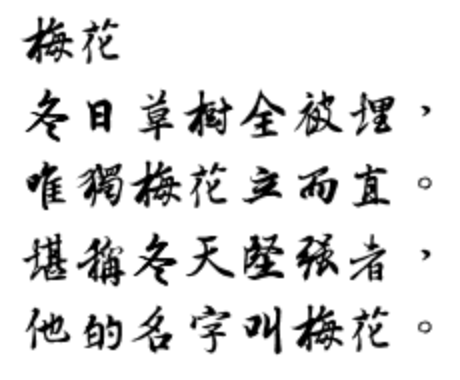 梅花
冬日草樹全被埋，
唯獨梅花立而直。
堪稱冬天堅張者，
他的名字叫梅花。